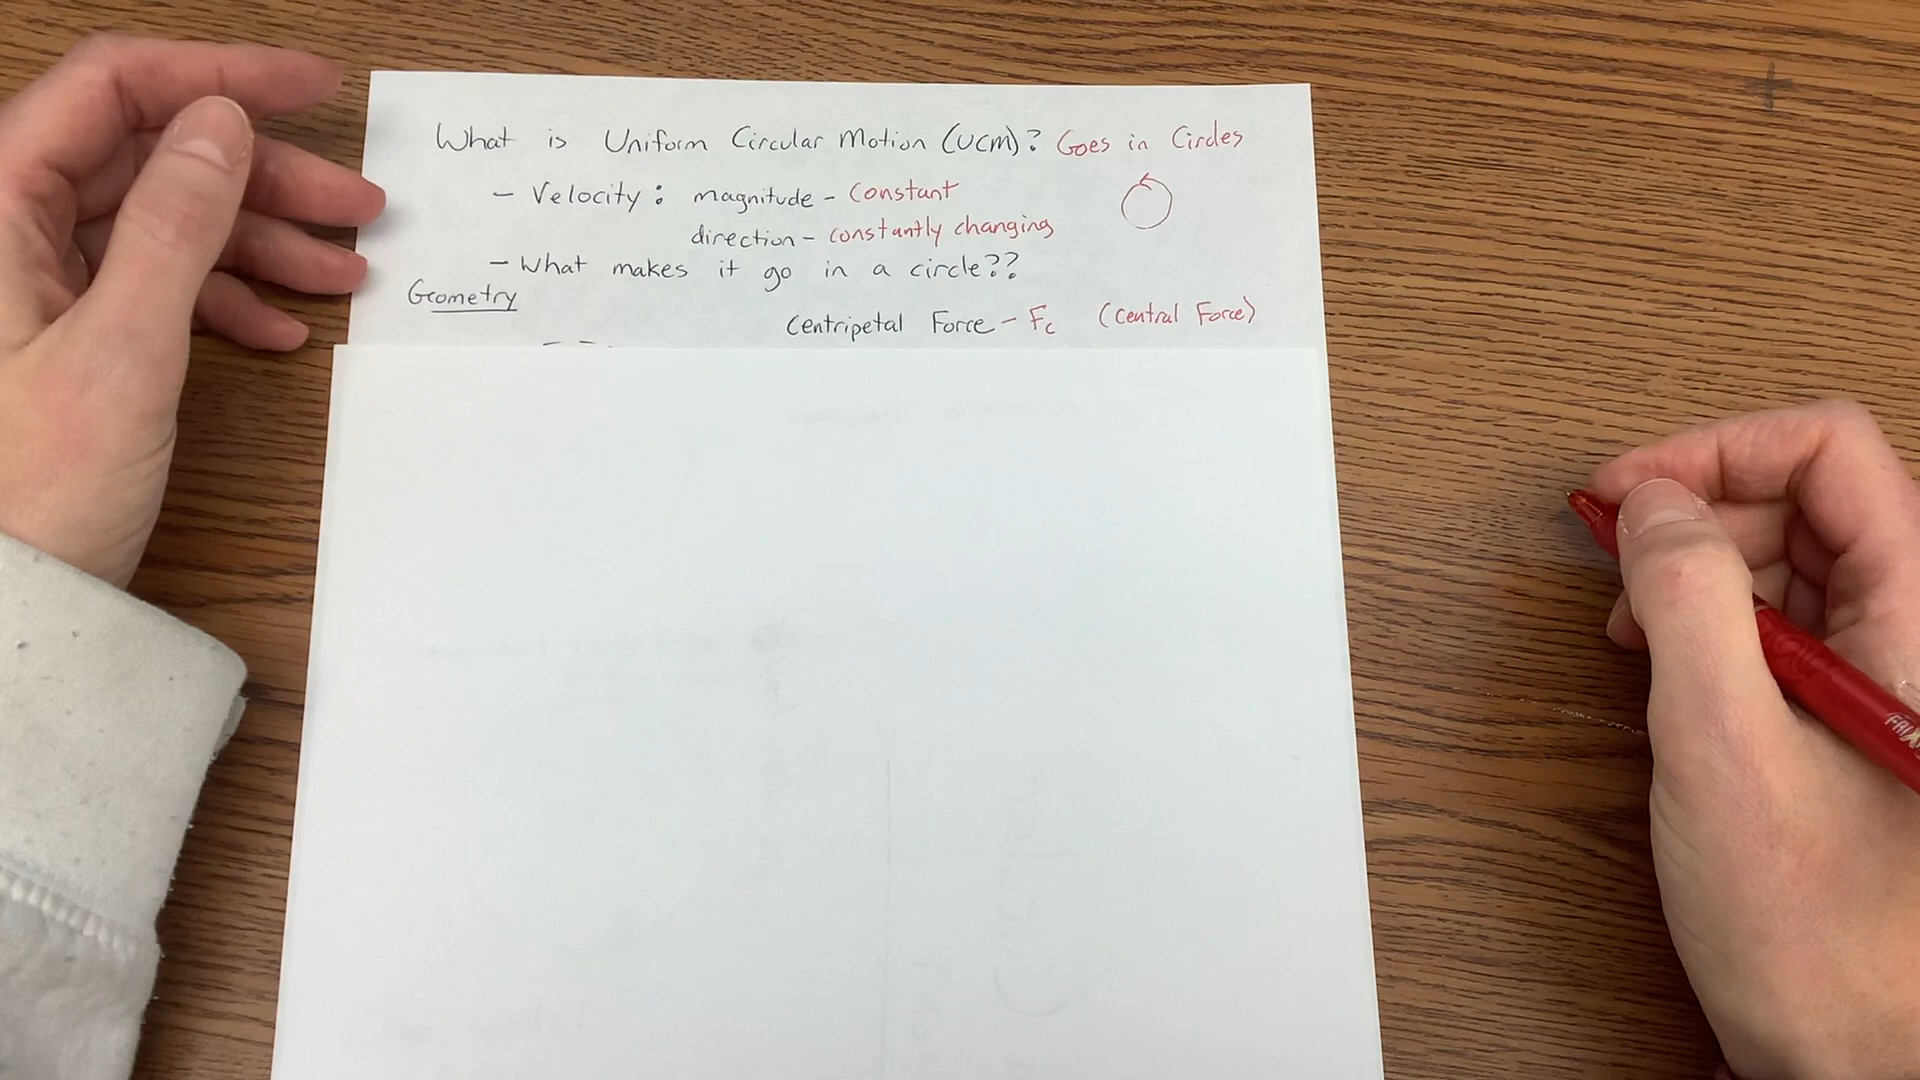 What is Uniform Circular Motion (UCM)? Goes in Circles
- Velocity: magnitude - Constant
direction - constantly changing
- What makes it go in a circle??
Geometry
Centripetal Force - Fc (Central Force)